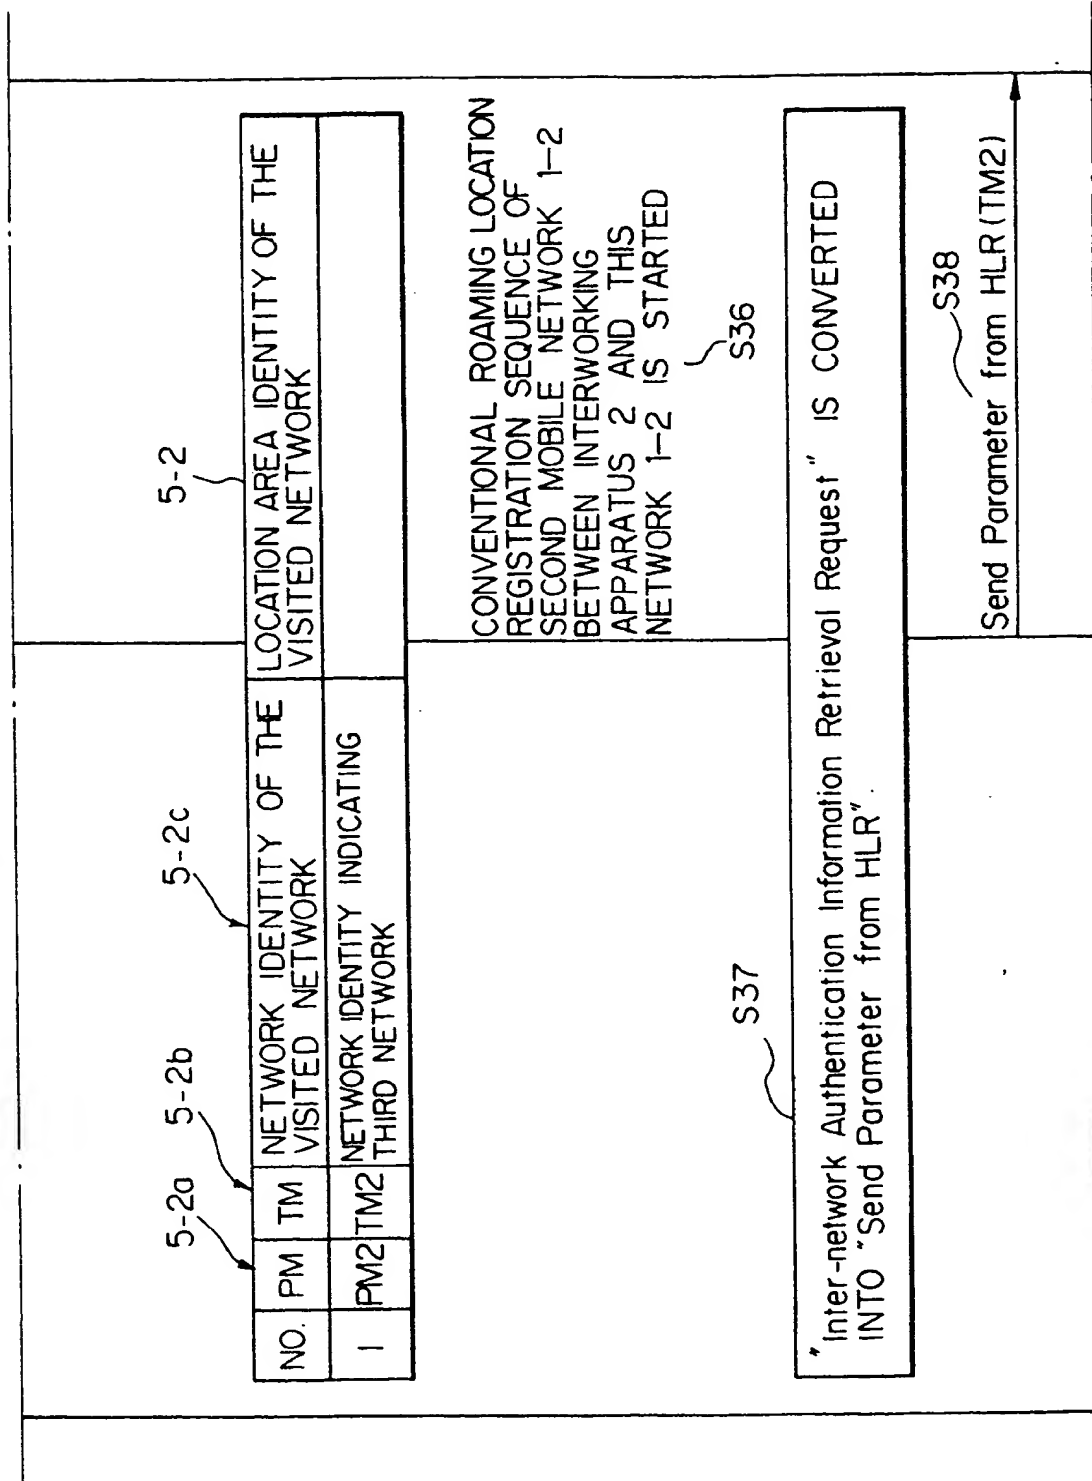 5-2a
5-2b
5-2c
5-2
NO.
PM
TM
NETWORK IDENTITY OF THE
VISITED NETWORK
LOCATION AREA IDENTITY OF THE
VISITED NETWORK
1
PM2
TM2
NETWORK IDENTITY INDICATING
THIRD NETWORK
CONVENTIONAL ROAMING LOCATION
REGISTRATION SEQUENCE OF
SECOND MOBILE NETWORK 1-2
BETWEEN INTERWORKING
APPARATUS 2 AND THIS
NETWORK 1-2 IS STARTED
S36
S37
"Inter-network Authentication Information Retrieval Request" IS CONVERTED
INTO "Send Parameter from HLR".
S38
Send Parameter from HLR(TM2)